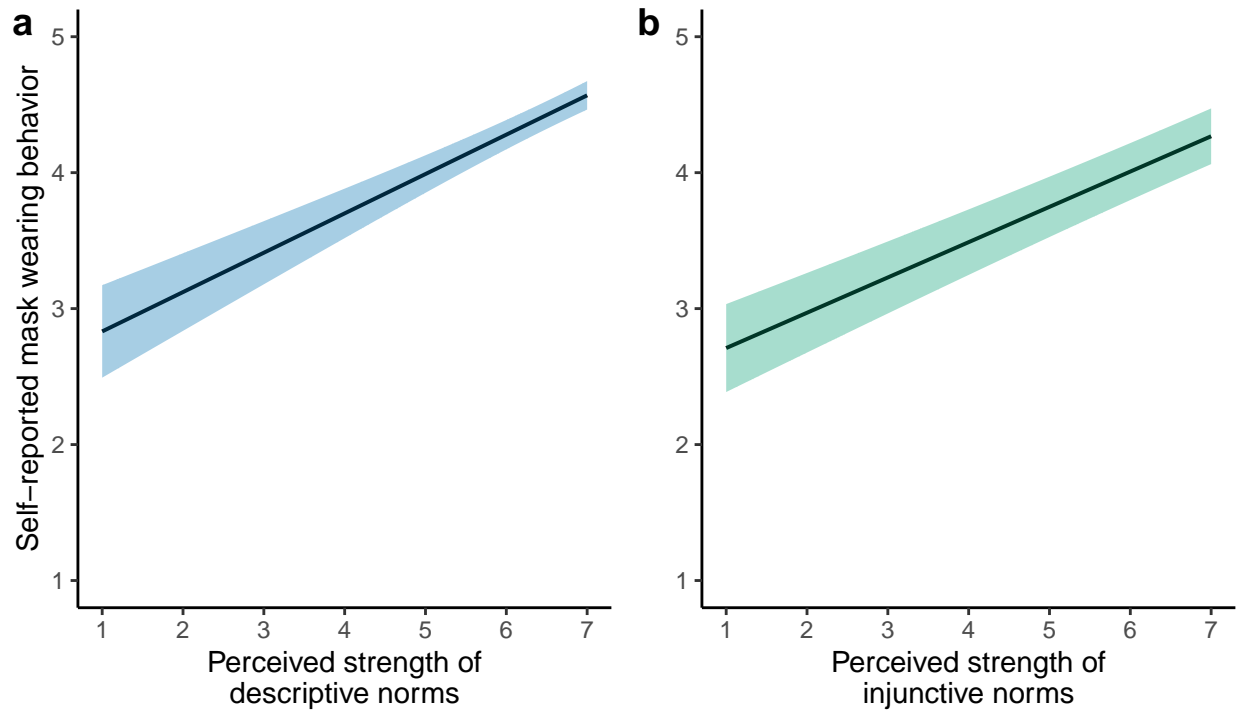 a
5
4
3
2
1
Self−reported mask wearing behavior
1 2 3 4 5 6 7
Perceived strength of
descriptive norms
b
5
4
3
2
1
1 2 3 4 5 6 7
Perceived strength of
injunctive norms